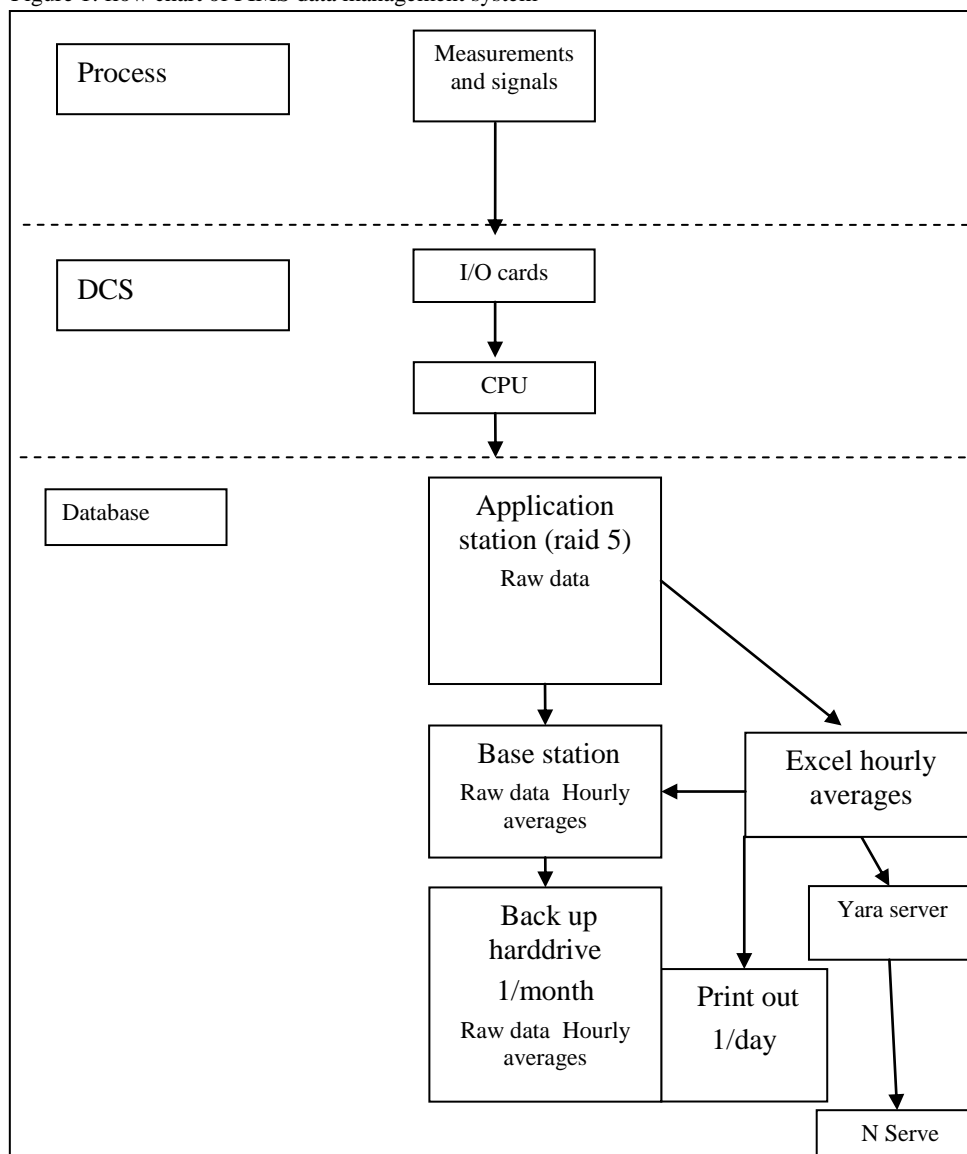 Process
Measurements
and signals
DCS
I/O cards
CPU
Database
Application
station (raid 5)
Raw data
Base station
Raw data Hourly
averages
Excel hourly
averages
Back up
harddrive
1/month
Raw data Hourly
averages
Print out
1/day
Yara server
N Serve